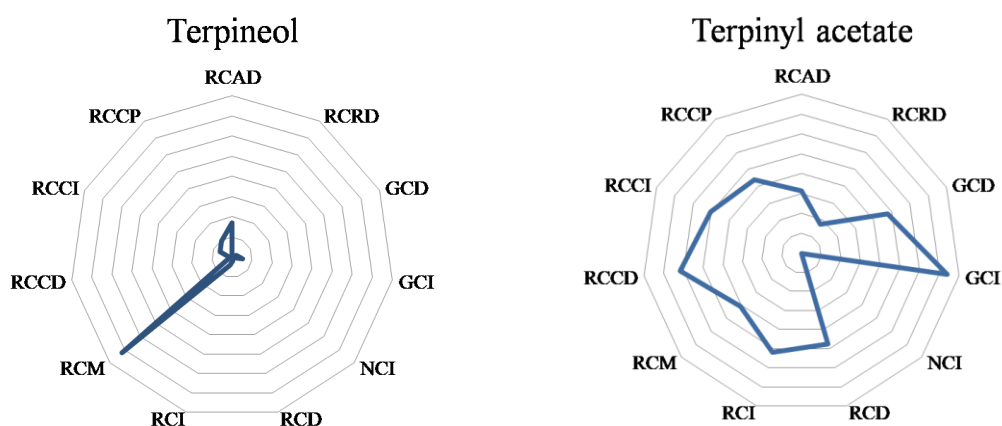 Terpineol
RCAD
RCRD
GCD
GCI
NCI
RCD
RCI
RCM
RCCD
RCCI
RCCP
Terpinyl acetate
RCAD
RCRD
GCD
GCI
NCI
RCD
RCI
RCM
RCCD
RCCI
RCCP